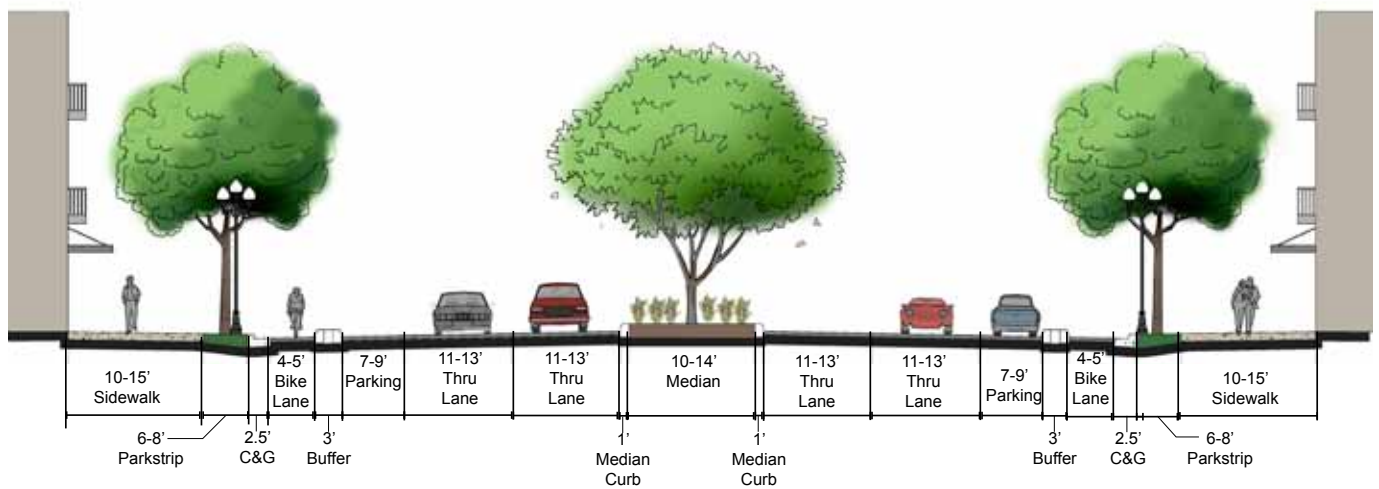 10-15’
Sidewalk
6-8’
Parkstrip
2.5’
C&G
4-5’
Bike
Lane
3’
Buffer
7-9’
Parking
11-13’
Thru
Lane
11-13’
Thru
Lane
1’
Median
Curb
10-14’
Median
1’
Median
Curb
11-13’
Thru
Lane
11-13’
Thru
Lane
7-9’
Parking
3’
Buffer
4-5’
Bike
Lane
2.5’
C&G
6-8’
Parkstrip
10-15’
Sidewalk